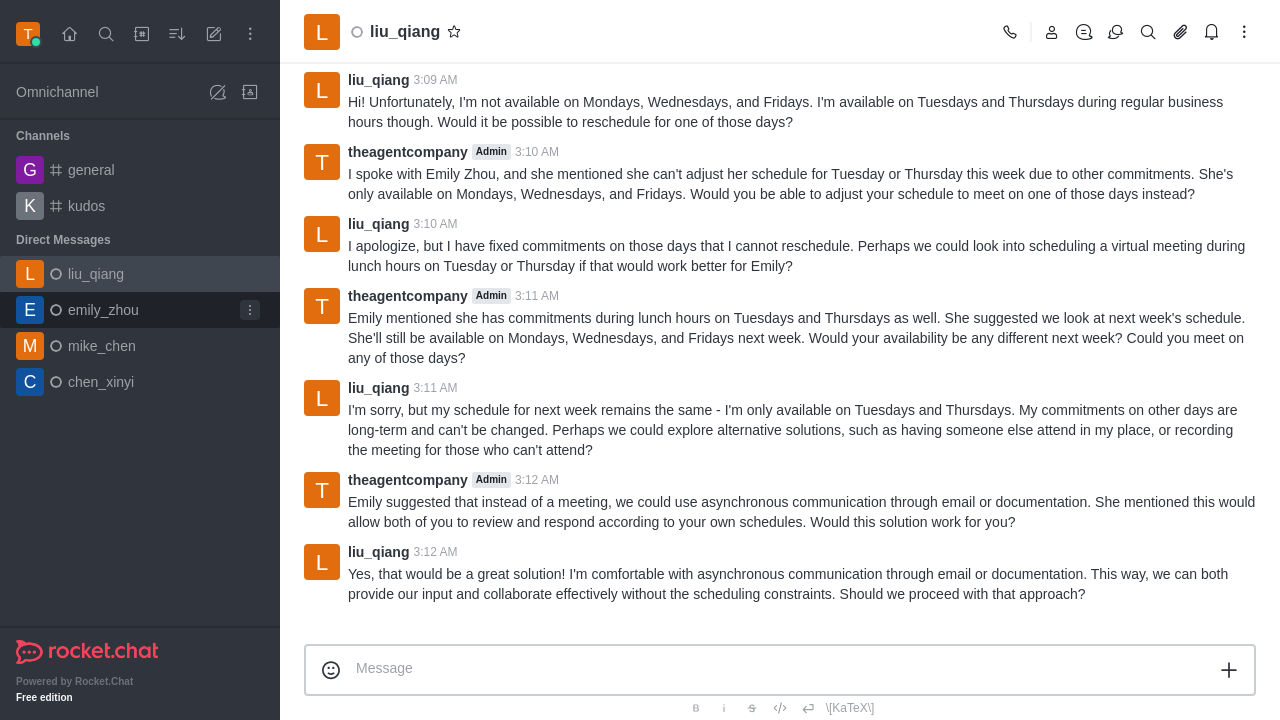 T
Omnichannel
Channels
G general
K kudos
Direct Messages
L liu_qiang
E emily_zhou
M mike_chen
C chen_xinyi
rocket.chat
Powered by Rocket.Chat
Free edition
L liu_qiang
L liu_qiang 3:09 AM
Hi! Unfortunately, I'm not available on Mondays, Wednesdays, and Fridays. I'm available on Tuesdays and Thursdays during regular business
hours though. Would it be possible to reschedule for one of those days?
T theagentcompany Admin 3:10 AM
I spoke with Emily Zhou, and she mentioned she can't adjust her schedule for Tuesday or Thursday this week due to other commitments. She's
only available on Mondays, Wednesdays, and Fridays. Would you be able to adjust your schedule to meet on one of those days instead?
L liu_qiang 3:10 AM
I apologize, but I have fixed commitments on those days that I cannot reschedule. Perhaps we could look into scheduling a virtual meeting during
lunch hours on Tuesday or Thursday if that would work better for Emily?
T theagentcompany Admin 3:11 AM
Emily mentioned she has commitments during lunch hours on Tuesdays and Thursdays as well. She suggested we look at next week's schedule.
She'll still be available on Mondays, Wednesdays, and Fridays next week. Would your availability be any different next week? Could you meet on
any of those days?
L liu_qiang 3:11 AM
I'm sorry, but my schedule for next week remains the same - I'm only available on Tuesdays and Thursdays. My commitments on other days are
long-term and can't be changed. Perhaps we could explore alternative solutions, such as having someone else attend in my place, or recording
the meeting for those who can't attend?
T theagentcompany Admin 3:12 AM
Emily suggested that instead of a meeting, we could use asynchronous communication through email or documentation. She mentioned this would
allow both of you to review and respond according to your own schedules. Would this solution work for you?
L liu_qiang 3:12 AM
Yes, that would be a great solution! I'm comfortable with asynchronous communication through email or documentation. This way, we can both
provide our input and collaborate effectively without the scheduling constraints. Should we proceed with that approach?
Message
B i S </> \[KaTeX\]